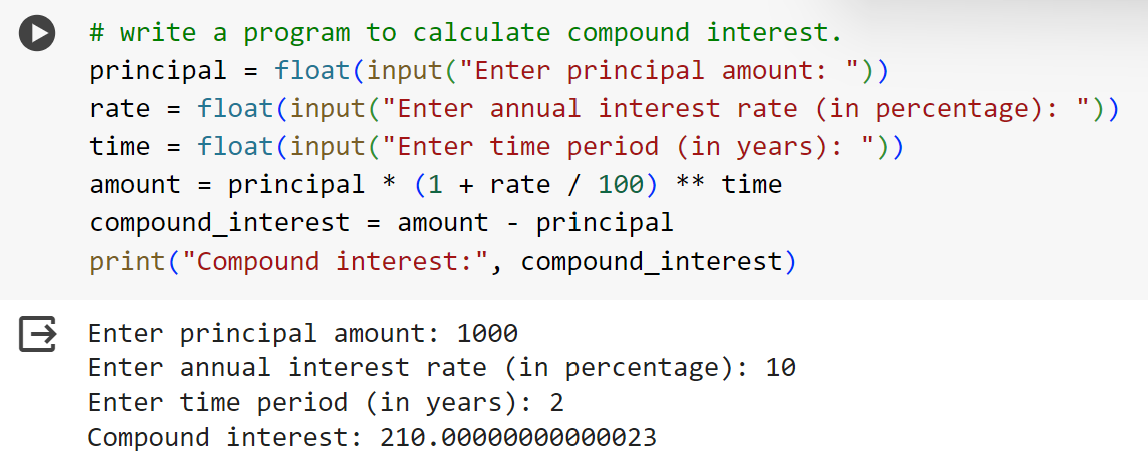 # write a program to calculate compound interest.
principal = float(input("Enter principal amount: "))
rate = float(input("Enter annual interest rate (in percentage): "))
time = float(input("Enter time period (in years): "))
amount = principal * (1 + rate / 100) ** time
compound_interest = amount - principal
print("Compound interest:", compound_interest)
Enter principal amount: 1000
Enter annual interest rate (in percentage): 10
Enter time period (in years): 2
Compound interest: 210.00000000000023